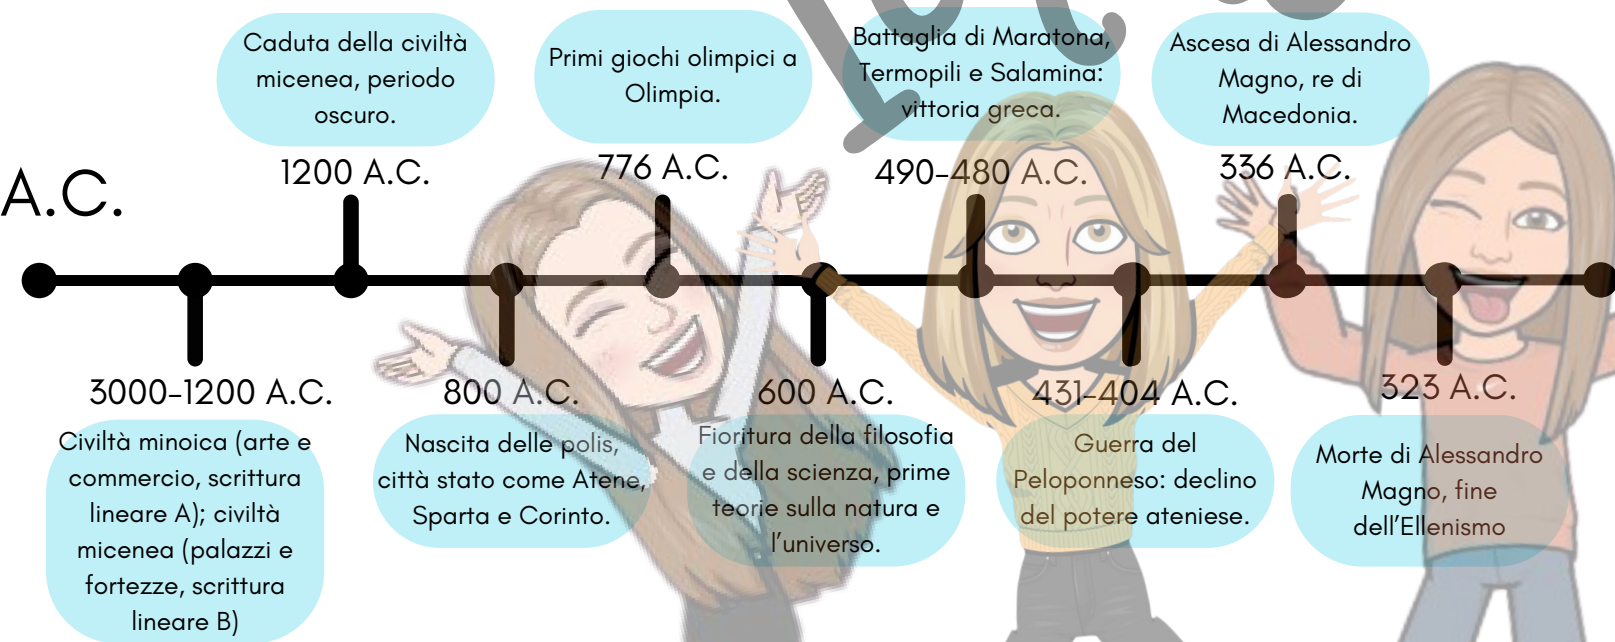 A.C.
Caduta della civiltà
micenea, periodo
oscuro.
1200 A.C.
Primi giochi olimpici a
Olimpia.
776 A.C.
Battaglia di Maratona,
Termopili e Salamina:
vittoria greca.
490-480 A.C.
Ascesa di Alessandro
Magno, re di
Macedonia.
336 A.C.
3000-1200 A.C.
Civiltà minoica (arte e
commercio, scrittura
lineare A); civiltà
micenea (palazzi e
fortezze, scrittura
lineare B)
800 A.C.
Nascita delle polis,
città stato come Atene,
Sparta e Corinto.
600 A.C.
Fioritura della filosofia
e della scienza, prime
teorie sulla natura e
l'universo.
431-404 A.C.
Guerra del
Peloponneso: declino
del potere ateniese.
323 A.C.
Morte di Alessandro
Magno, fine
dell'Ellenismo